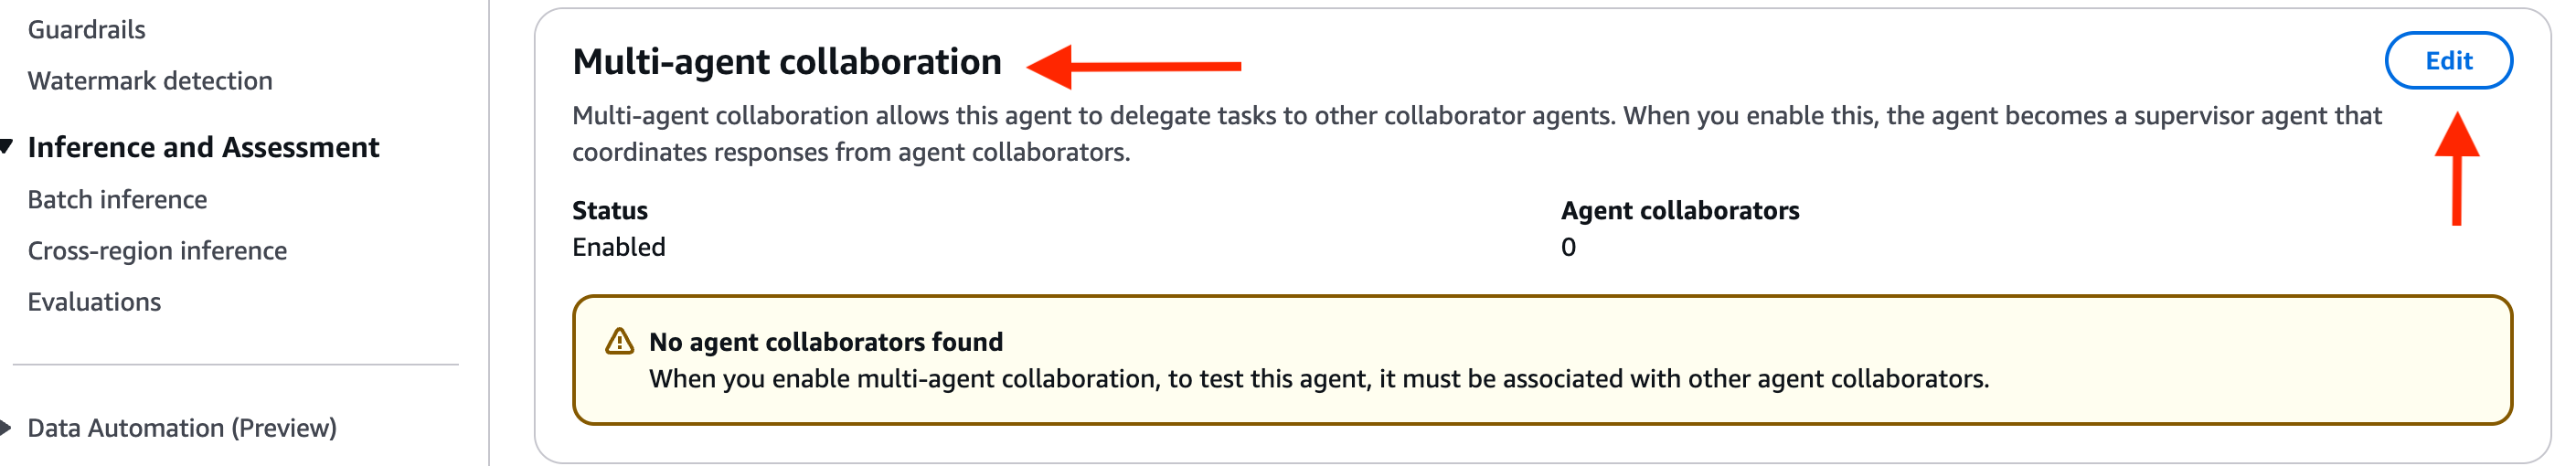 Guardrails
Watermark detection
Inference and Assessment
Batch inference
Cross-region inference
Evaluations
Data Automation (Preview)
Multi-agent collaboration
Edit
Multi-agent collaboration allows this agent to delegate tasks to other collaborator agents. When you enable this, the agent becomes a supervisor agent that
coordinates responses from agent collaborators.
Status
Enabled
Agent collaborators
0
No agent collaborators found
When you enable multi-agent collaboration, to test this agent, it must be associated with other agent collaborators.